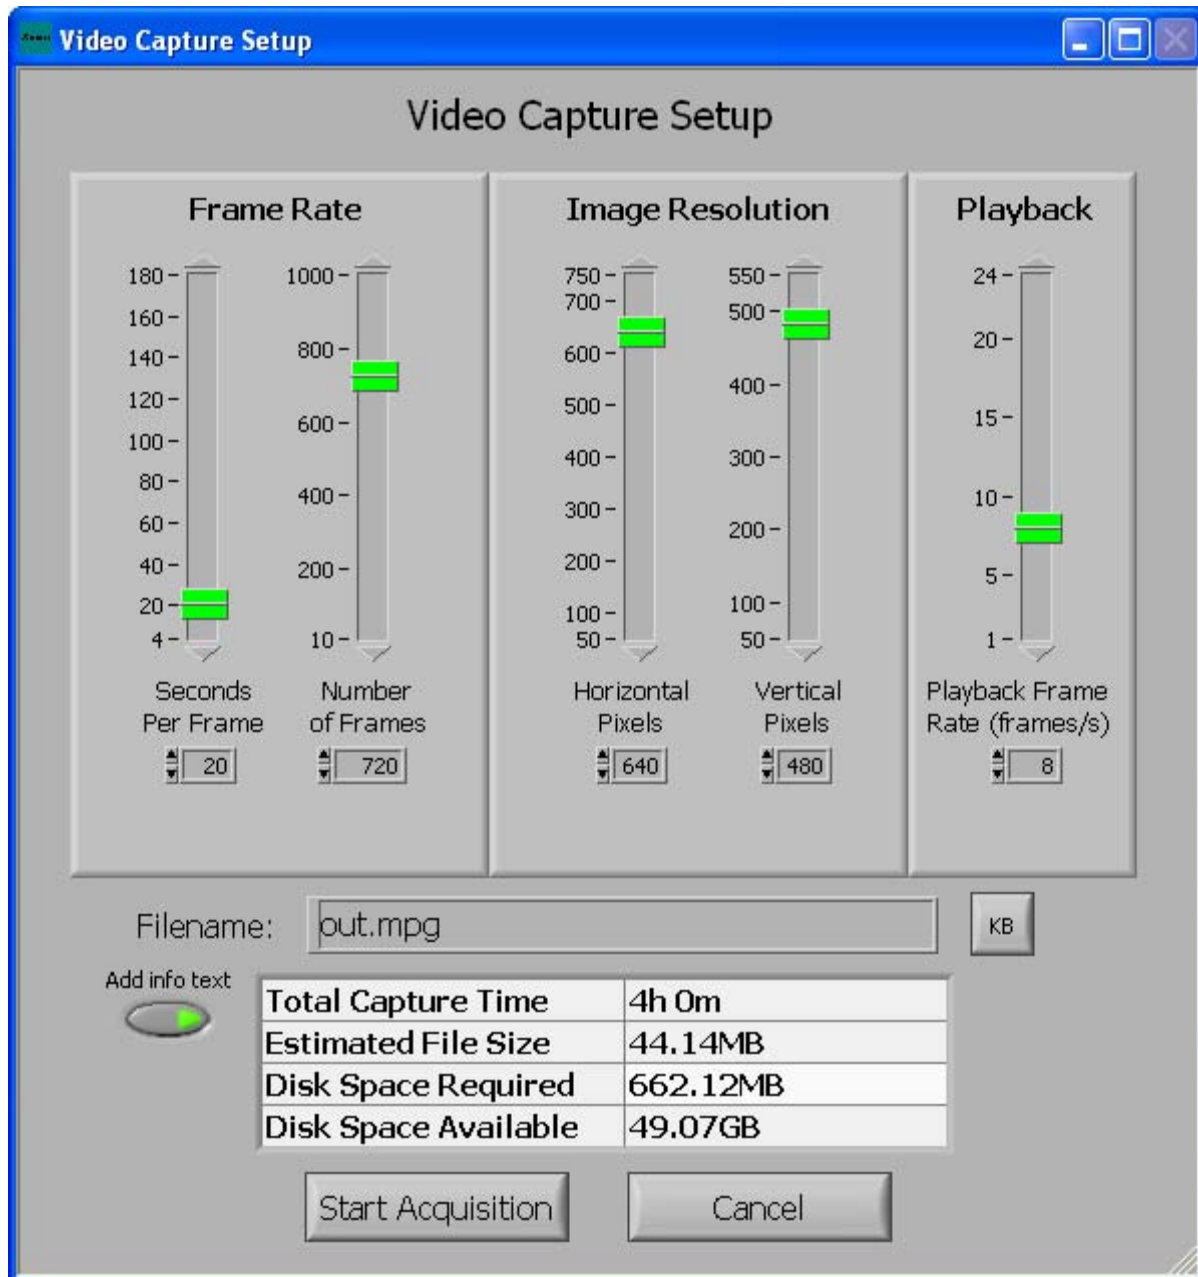 Video Capture Setup
Video Capture Setup
Frame Rate
180
160
140
120
100
80
60
40
20
4
Seconds
Per Frame
20
1000
800
600
400
200
10
Number
of Frames
720
Image Resolution
750
700
600
500
400
300
200
100
50
Horizontal
Pixels
640
550
500
400
300
200
100
50
Vertical
Pixels
480
Playback
24
20
15
10
5
1
Playback Frame
Rate (frames/s)
8
Filename: out.mpg KB
Add info text
Total Capture Time 4h 0m
Estimated File Size 44.14MB
Disk Space Required 662.12MB
Disk Space Available 49.07GB
Start Acquisition Cancel